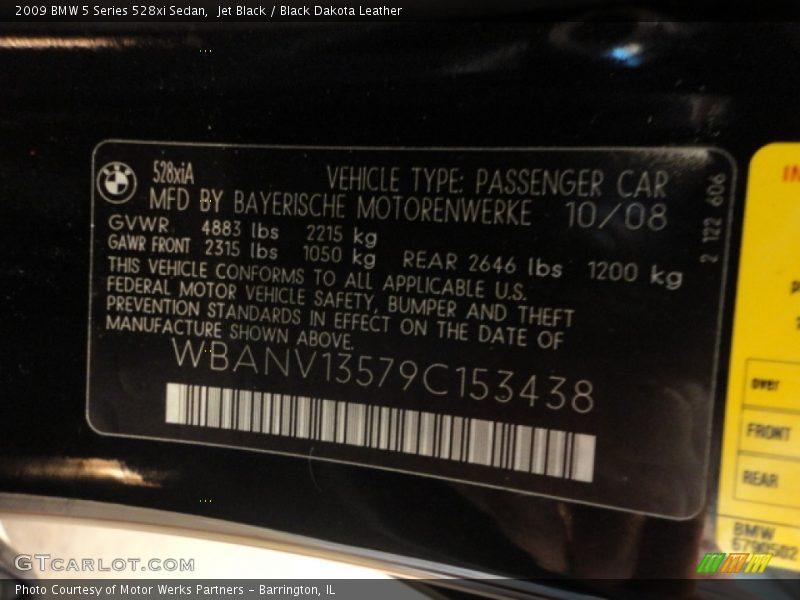 2009 BMW 5 Series 528xi Sedan,  Jet Black / Black Dakota Leather
528xiA
VEHICLE TYPE: PASSENGER CAR
MFD BY BAYERISCHE MOTORENWERKE 10/08
GVWR 4883 lbs 2215 kg
GAWR FRONT 2315 lbs 1050 kg REAR 2646 lbs 1200 kg
THIS VEHICLE CONFORMS TO ALL APPLICABLE U.S.
FEDERAL MOTOR VEHICLE SAFETY, BUMPER AND THEFT
PREVENTION STANDARDS IN EFFECT ON THE DATE OF
MANUFACTURE SHOWN ABOVE.
WBANV13579C153438
2 122 606
over
FRONT
REAR
BMW
GTCARLOT.COM
Photo Courtesy of Motor Werks Partners - Barrington, IL